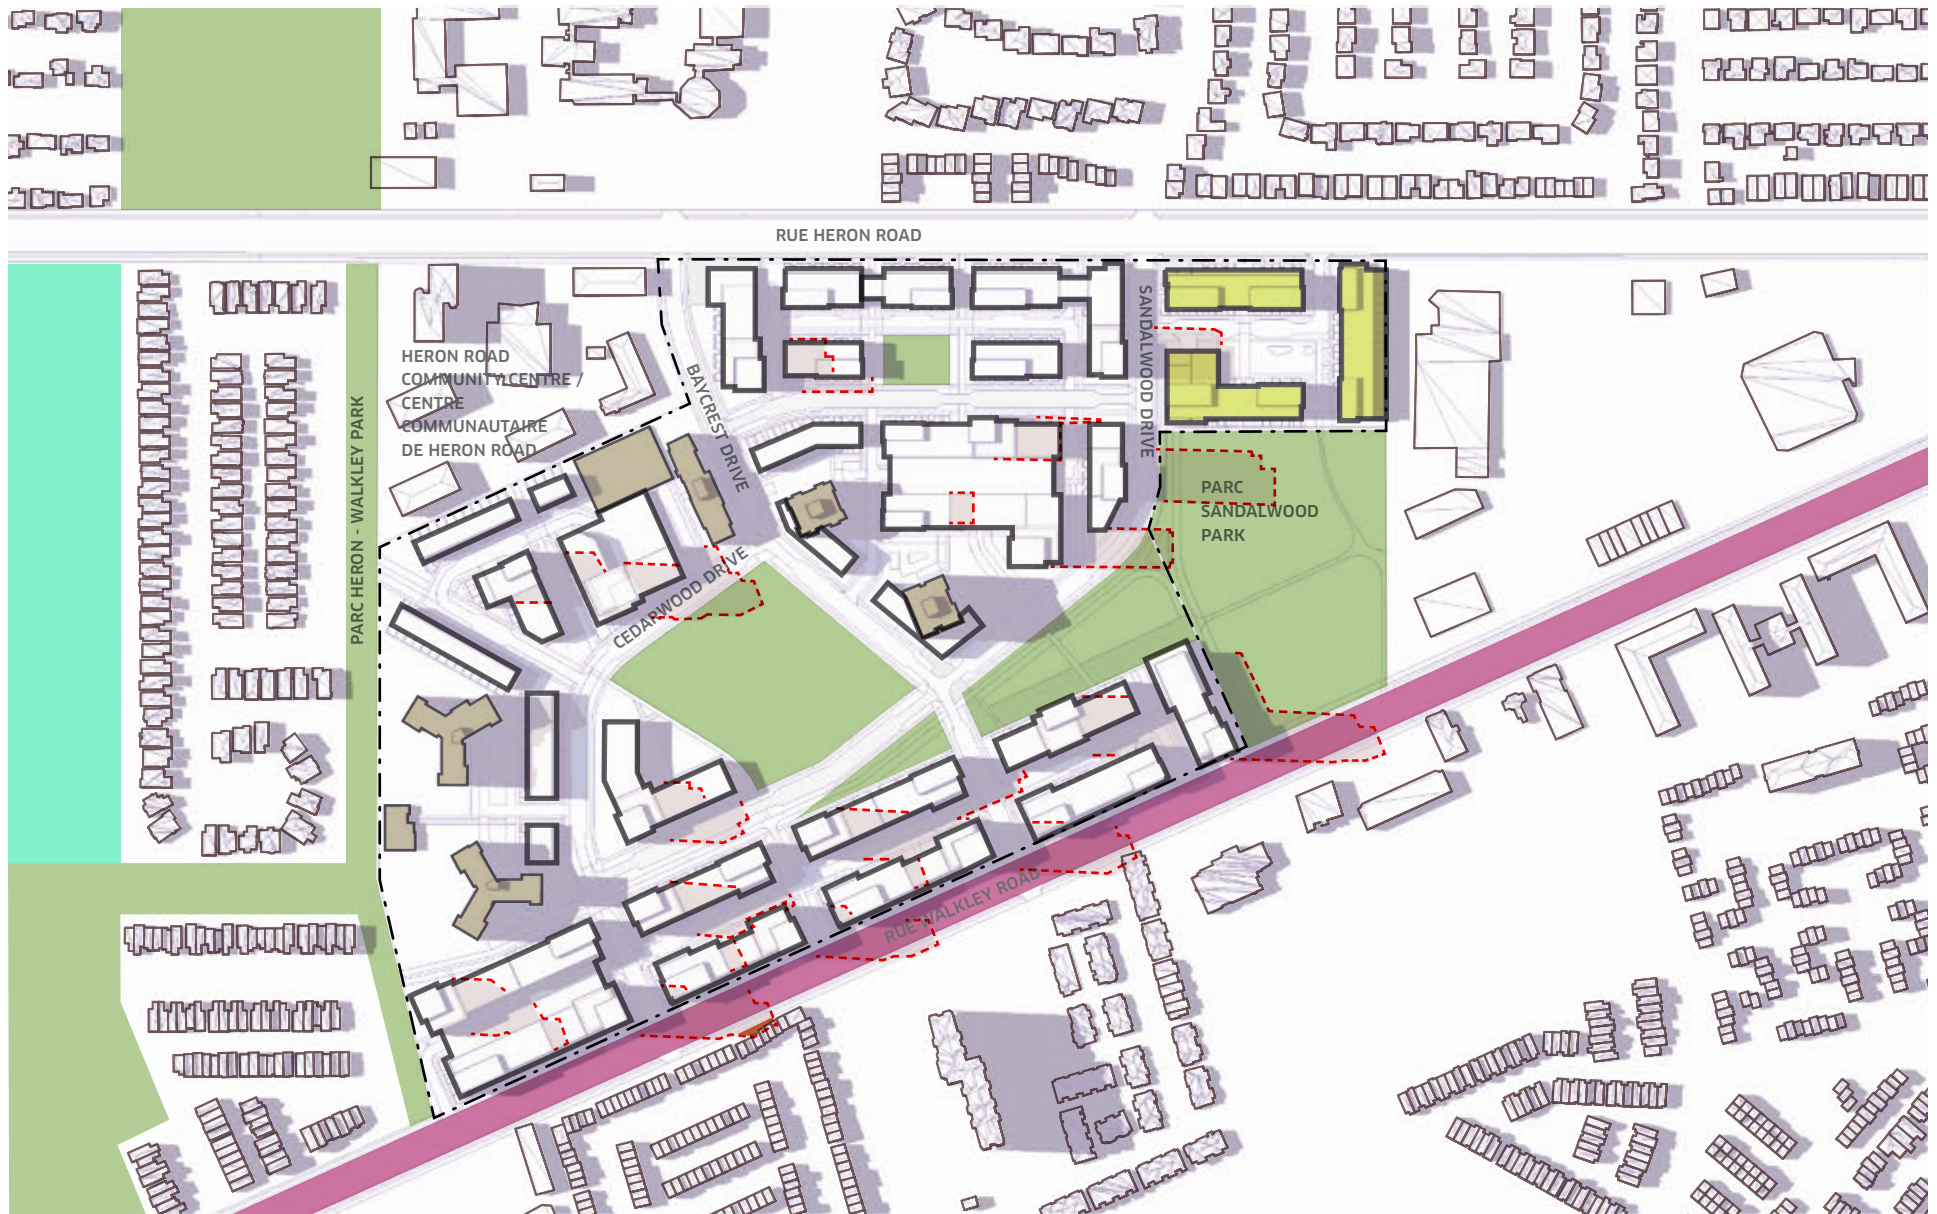 RUE HERON ROAD
SANDALWOOD DRIVE
HERON ROAD
COMMUNITY CENTRE /
CENTRE
COMMUNAUTAIRE
DE HERON ROAD
BAYCREST DRIVE
PARC HERON - WALKLEY PARK
PARC
SANDALWOOD
PARK
CEDARWOOD DRIVE
RUE WALKLEY ROAD